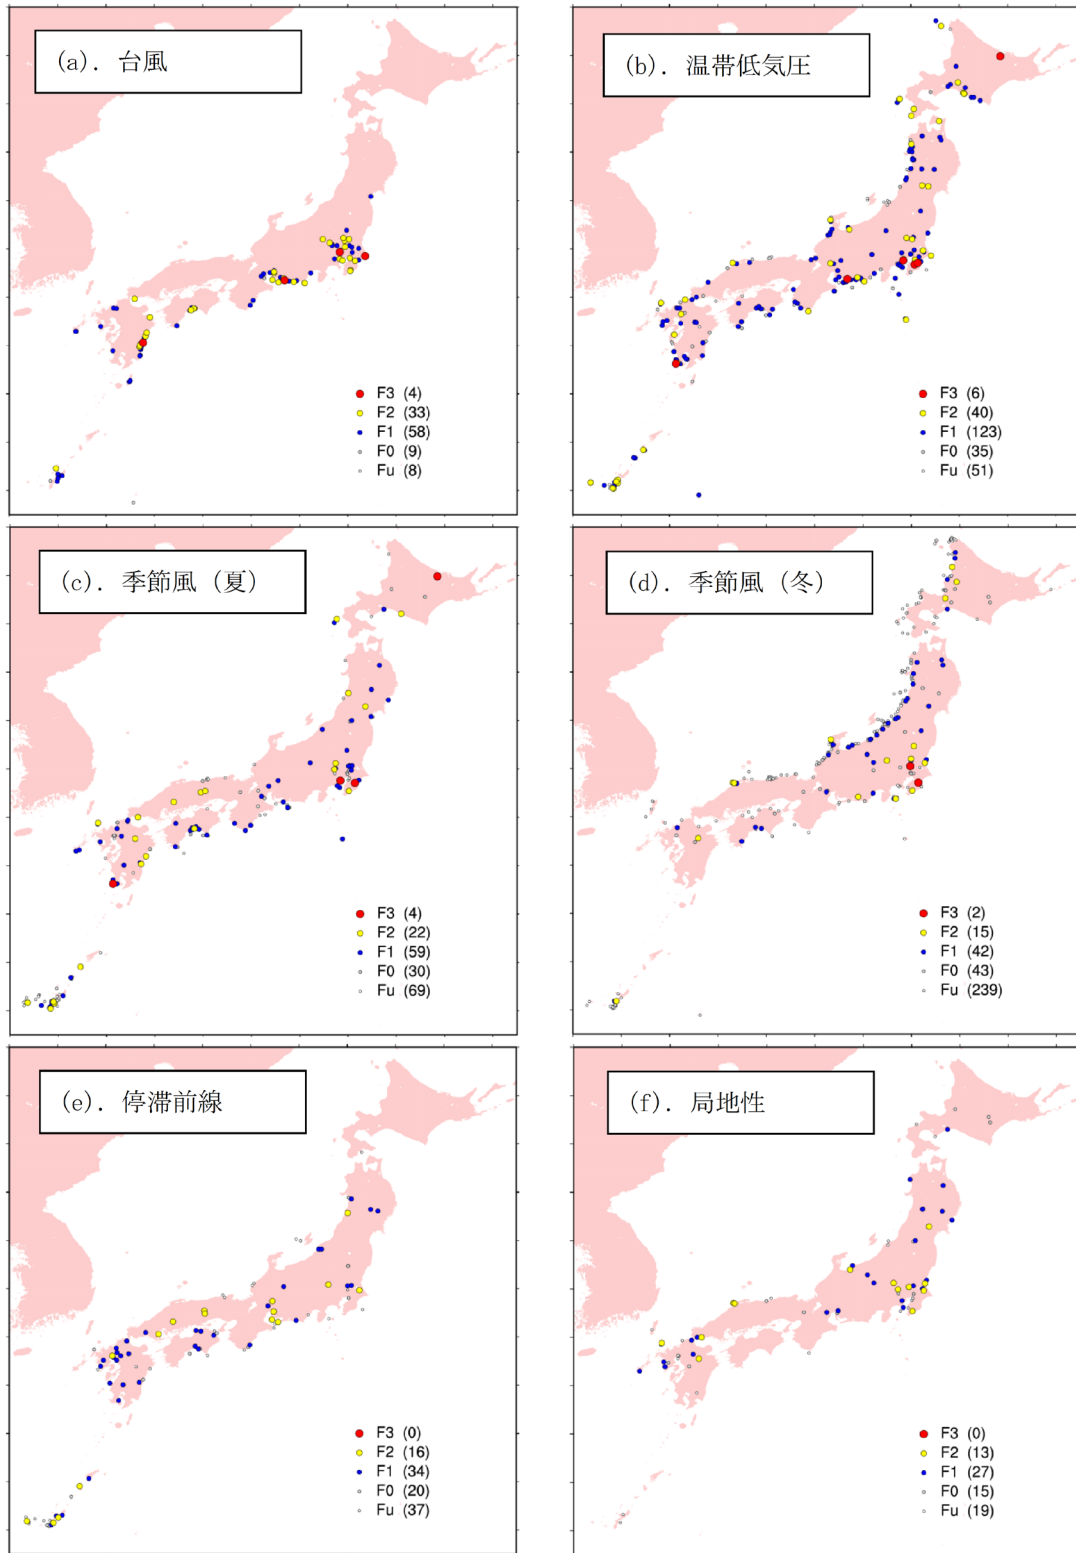 (a). 台風
F3 (4)
F2 (33)
F1 (58)
F0 (9)
Fu (8)
(b). 温帯低気圧
F3 (6)
F2 (40)
F1 (123)
F0 (35)
Fu (51)
(c). 季節風 (夏)
F3 (4)
F2 (22)
F1 (59)
F0 (30)
Fu (69)
(d). 季節風 (冬)
F3 (2)
F2 (15)
F1 (42)
F0 (43)
Fu (239)
(e). 停滞前線
F3 (0)
F2 (16)
F1 (34)
F0 (20)
Fu (37)
(f). 局地性
F3 (0)
F2 (13)
F1 (27)
F0 (15)
Fu (19)